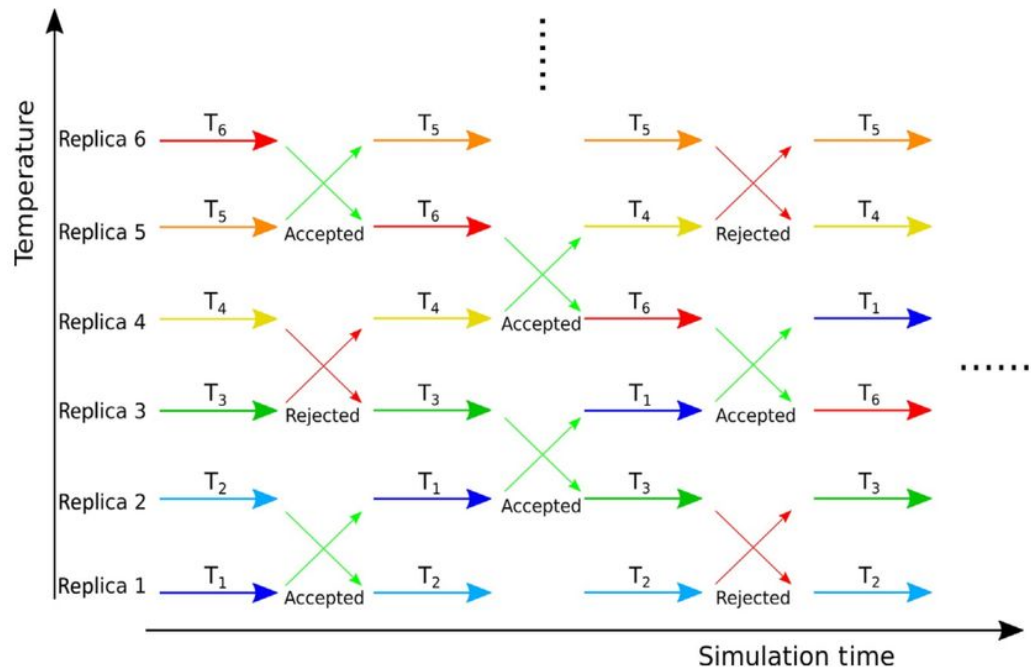 Temperature
Replica 6 T₆ T₅ T₅ T₅
Accepted Rejected
Replica 5 T₅ T₆ T₄ T₄
Replica 4 T₄ T₄ T₆ T₁
Accepted
Replica 3 T₃ T₃ T₁ T₆
Rejected Accepted
Replica 2 T₂ T₁ T₃ T₃
Accepted
Replica 1 T₁ T₂ T₂ T₂
Accepted Rejected
Simulation time